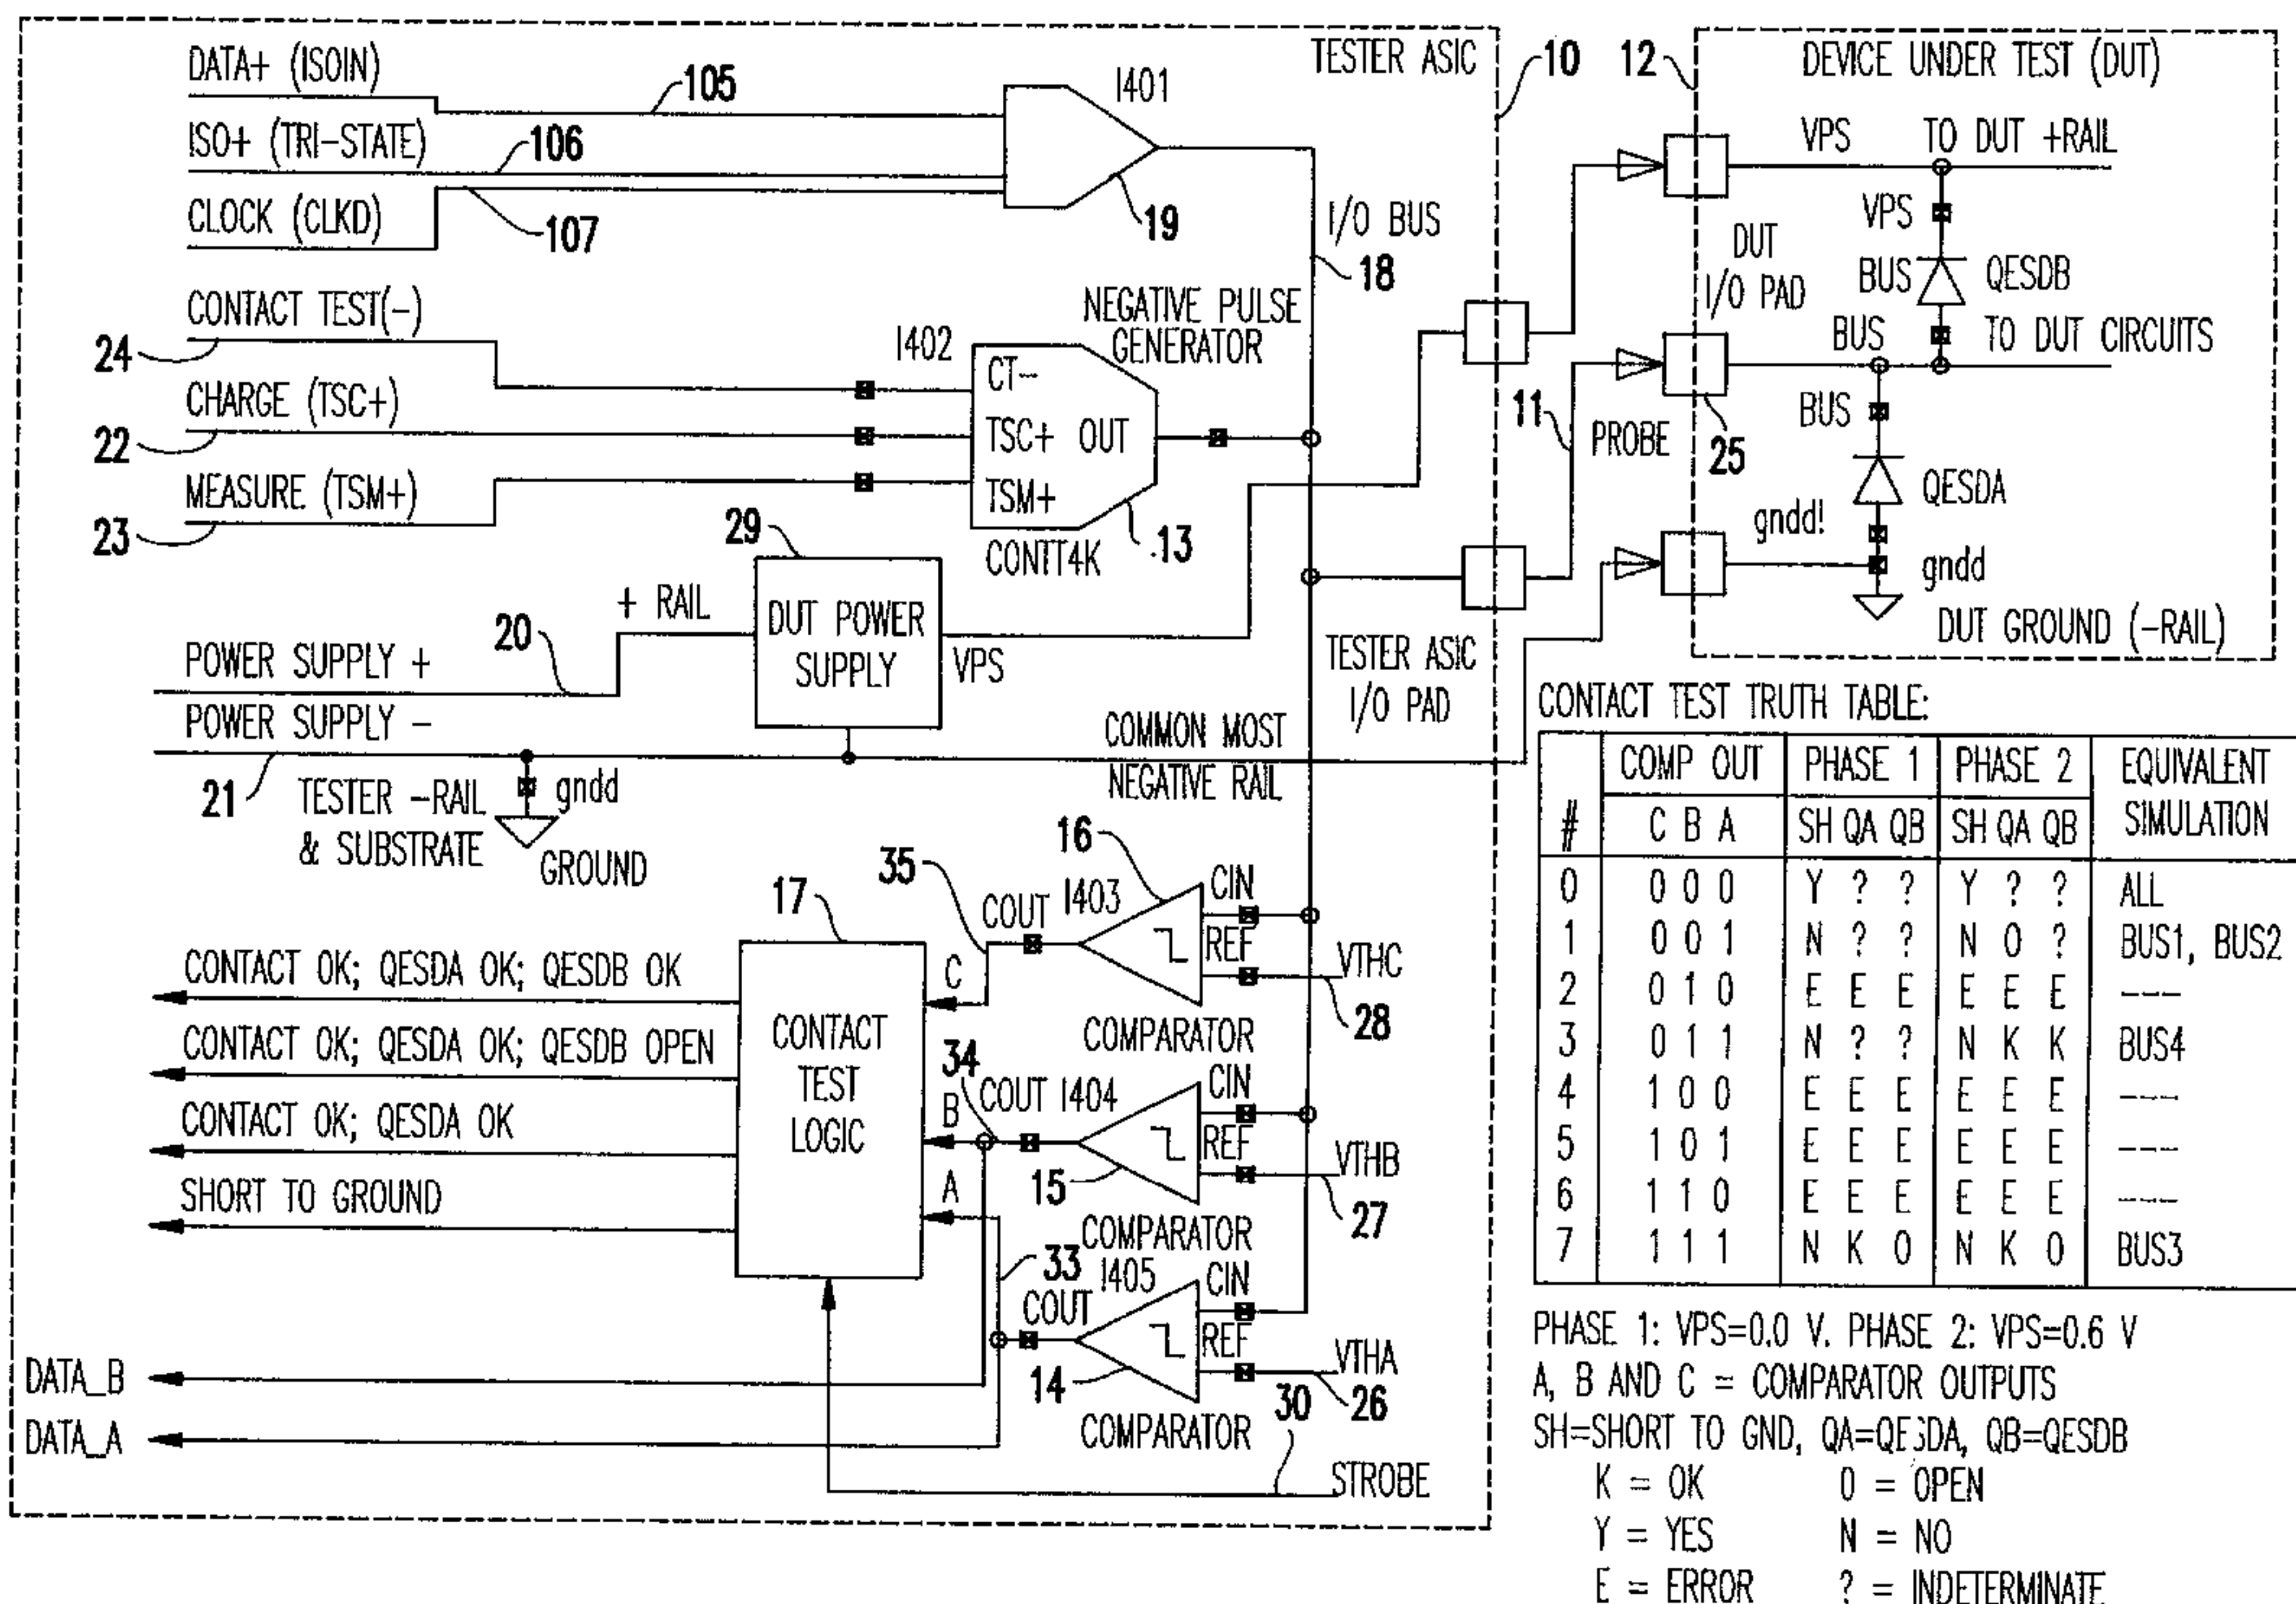 TESTER ASIC
10
12
DEVICE UNDER TEST (DUT)
DATA+ (ISOIN)
105
I401
ISO+ (TRI-STATE)
106
CLOCK (CLKD)
107
19
I/O BUS
18
VPS
TO DUT +RAIL
VPS
DUT
I/O PAD
BUS
QESDB
BUS
TO DUT CIRCUITS
CONTACT TEST(-)
24
I402
NEGATIVE PULSE
GENERATOR
CT-
CHARGE (TSC+)
22
TSC+ OUT
MEASURE (TSM+)
23
TSM+
13
CONTT4K
11
PROBE
25
BUS
QESDA
gndd!
gndd
DUT GROUND (-RAIL)
29
+ RAIL
20
DUT POWER
SUPPLY
VPS
POWER SUPPLY +
POWER SUPPLY -
21
TESTER -RAIL
& SUBSTRATE
gndd
GROUND
COMMON MOST
NEGATIVE RAIL
TESTER ASIC
I/O PAD
16
35
I403
CIN
COUT
REF
VTHC
28
COMPARATOR
17
CONTACT
TEST
LOGIC
C
B
A
34
COUT I404
CIN
REF
VTHB
27
15
COMPARATOR
33
I405
CIN
COUT
REF
VTHA
26
14
COMPARATOR
30
STROBE
CONTACT OK; QESDA OK; QESDB OK
CONTACT OK; QESDA OK; QESDB OPEN
CONTACT OK; QESDA OK
SHORT TO GROUND
DATA_B
DATA_A
CONTACT TEST TRUTH TABLE:
COMP OUT PHASE 1 PHASE 2 EQUIVALENT SIMULATION
# C B A SH QA QB SH QA QB
0 0 0 0 Y ? ? Y ? ? ALL
1 0 0 1 N ? ? N O ? BUS1, BUS2
2 0 1 0 E E E E E E ---
3 0 1 1 N ? ? N K K BUS4
4 1 0 0 E E E E E E ---
5 1 0 1 E E E E E E ---
6 1 1 0 E E E E E E ---
7 1 1 1 N K O N K O BUS3
PHASE 1: VPS=0.0 V. PHASE 2: VPS=0.6 V
A, B AND C = COMPARATOR OUTPUTS
SH=SHORT TO GND, QA=QESDA, QB=QESDB
K = OK O = OPEN
Y = YES N = NO
E = ERROR ? = INDETERMINATE